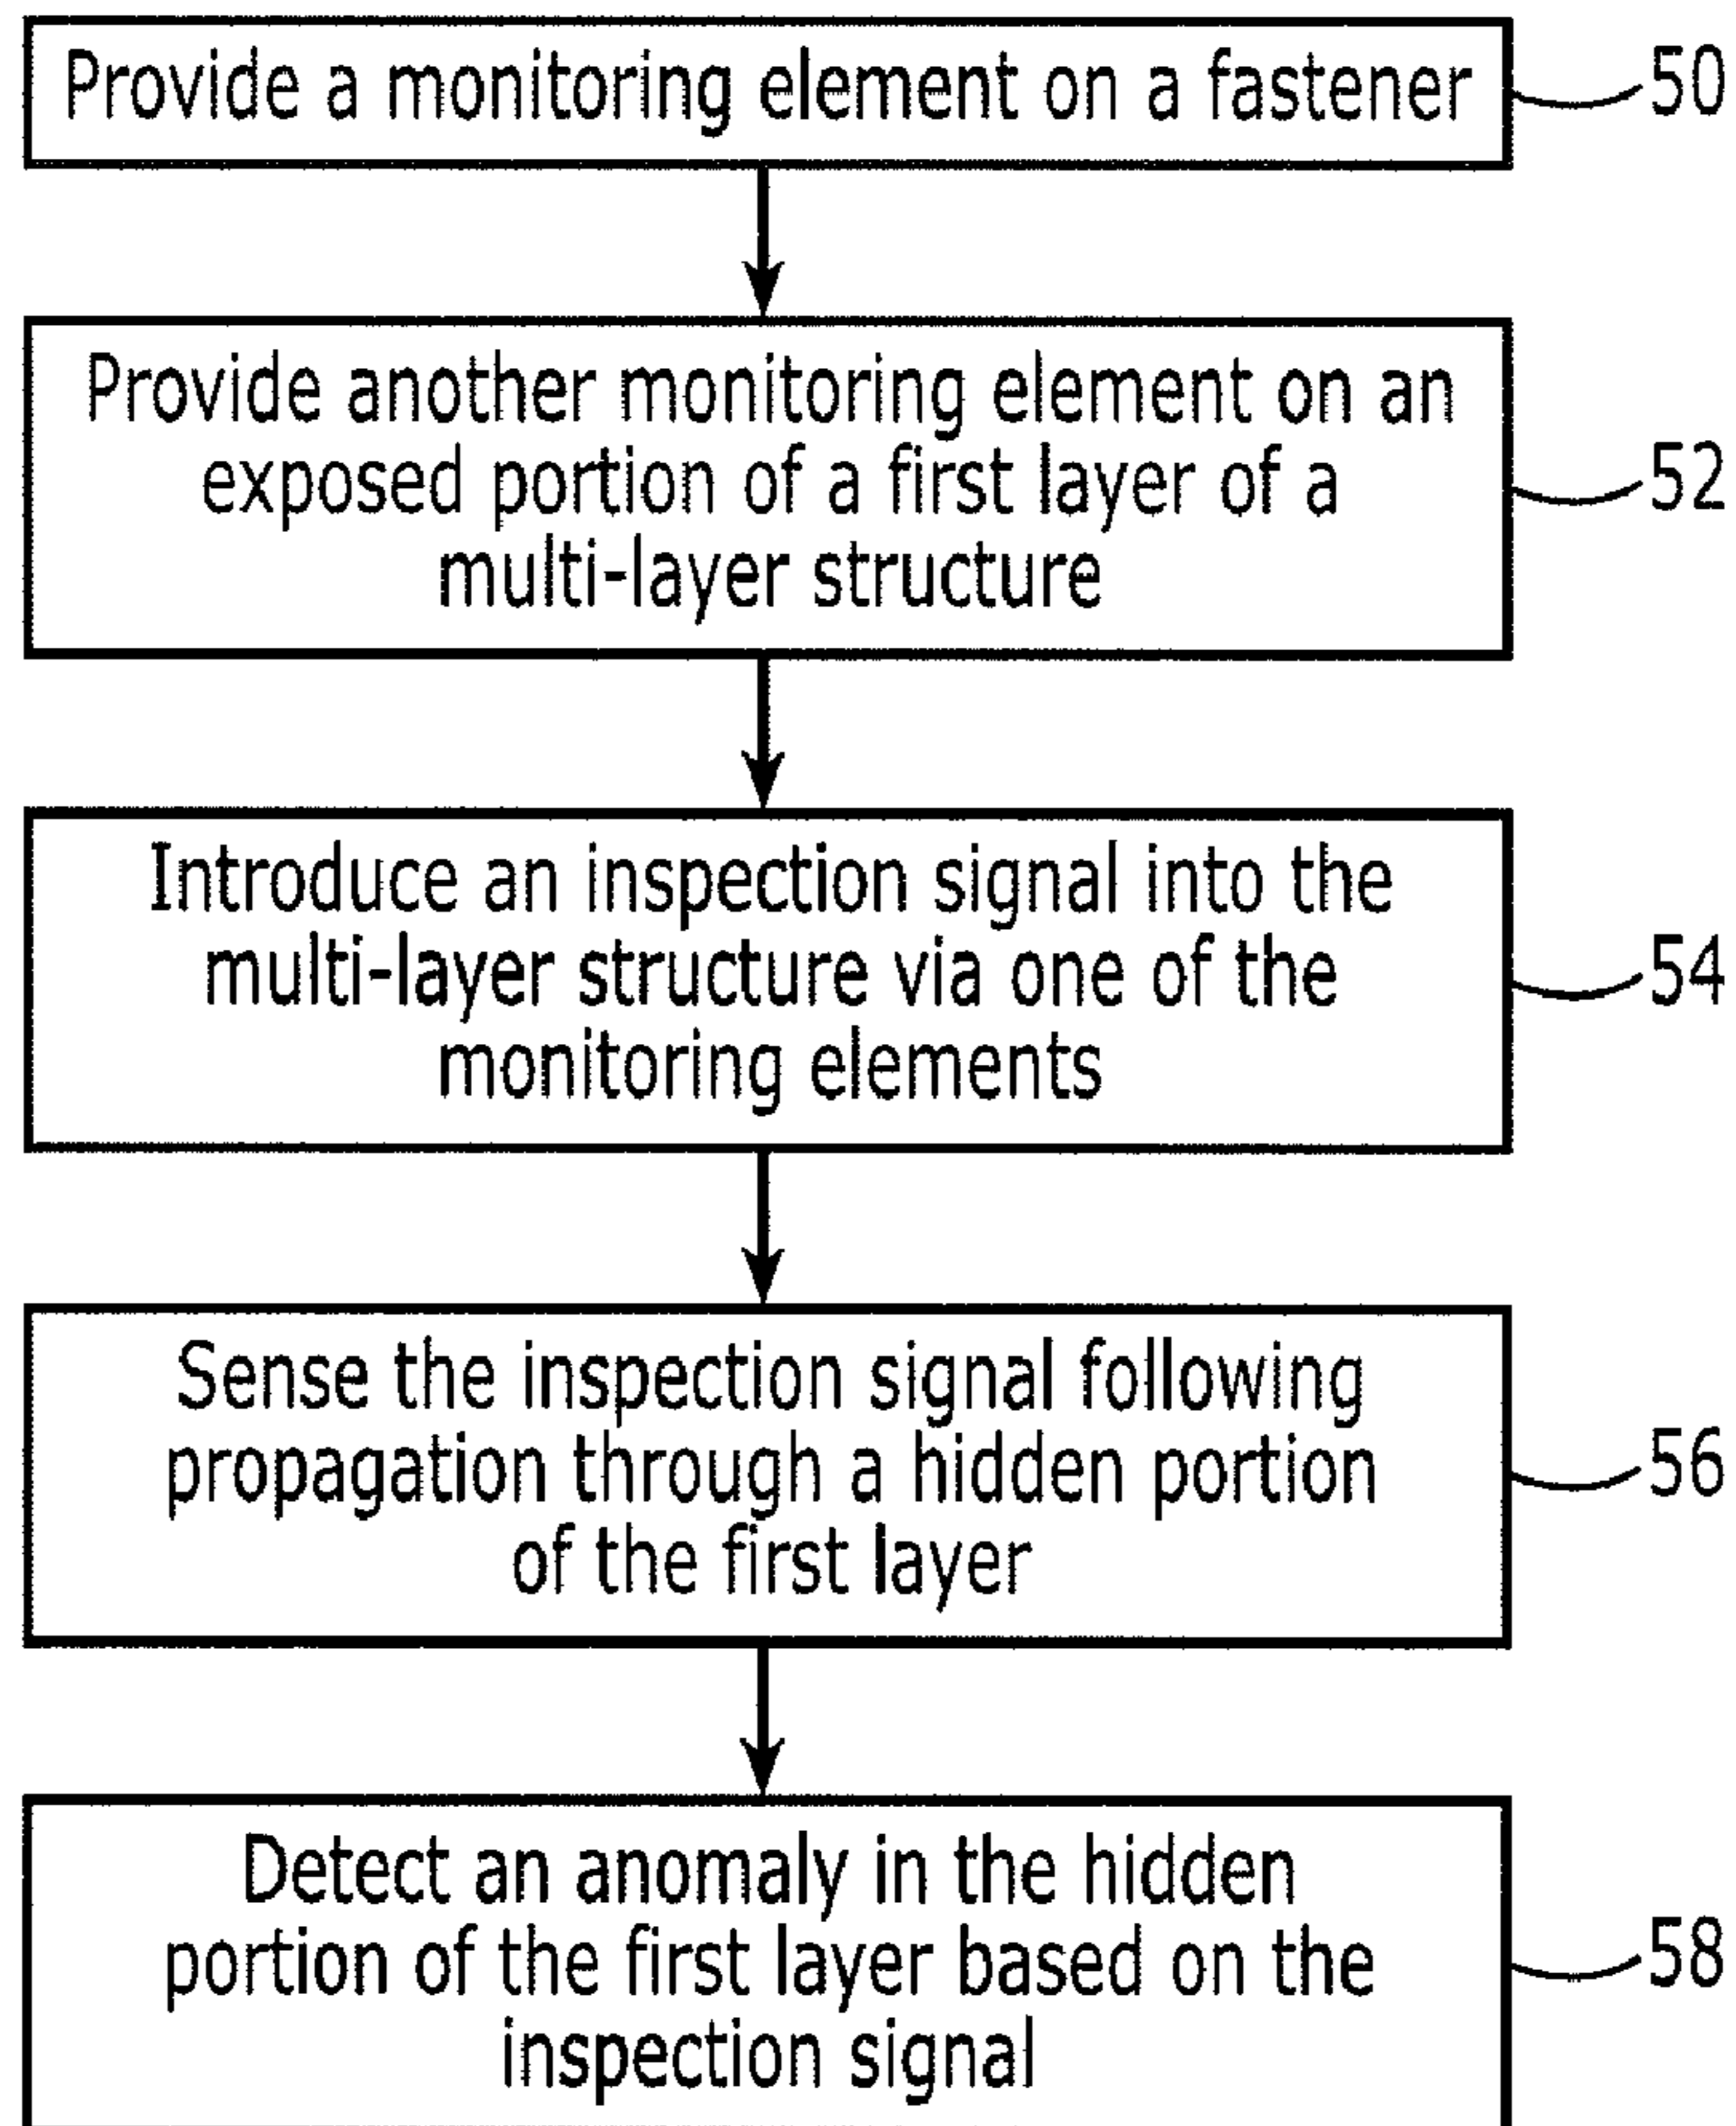 Provide a monitoring element on a fastener
50
Provide another monitoring element on an
exposed portion of a first layer of a
multi-layer structure
52
Introduce an inspection signal into the
multi-layer structure via one of the
monitoring elements
54
Sense the inspection signal following
propagation through a hidden portion
of the first layer
56
Detect an anomaly in the hidden
portion of the first layer based on the
inspection signal
58